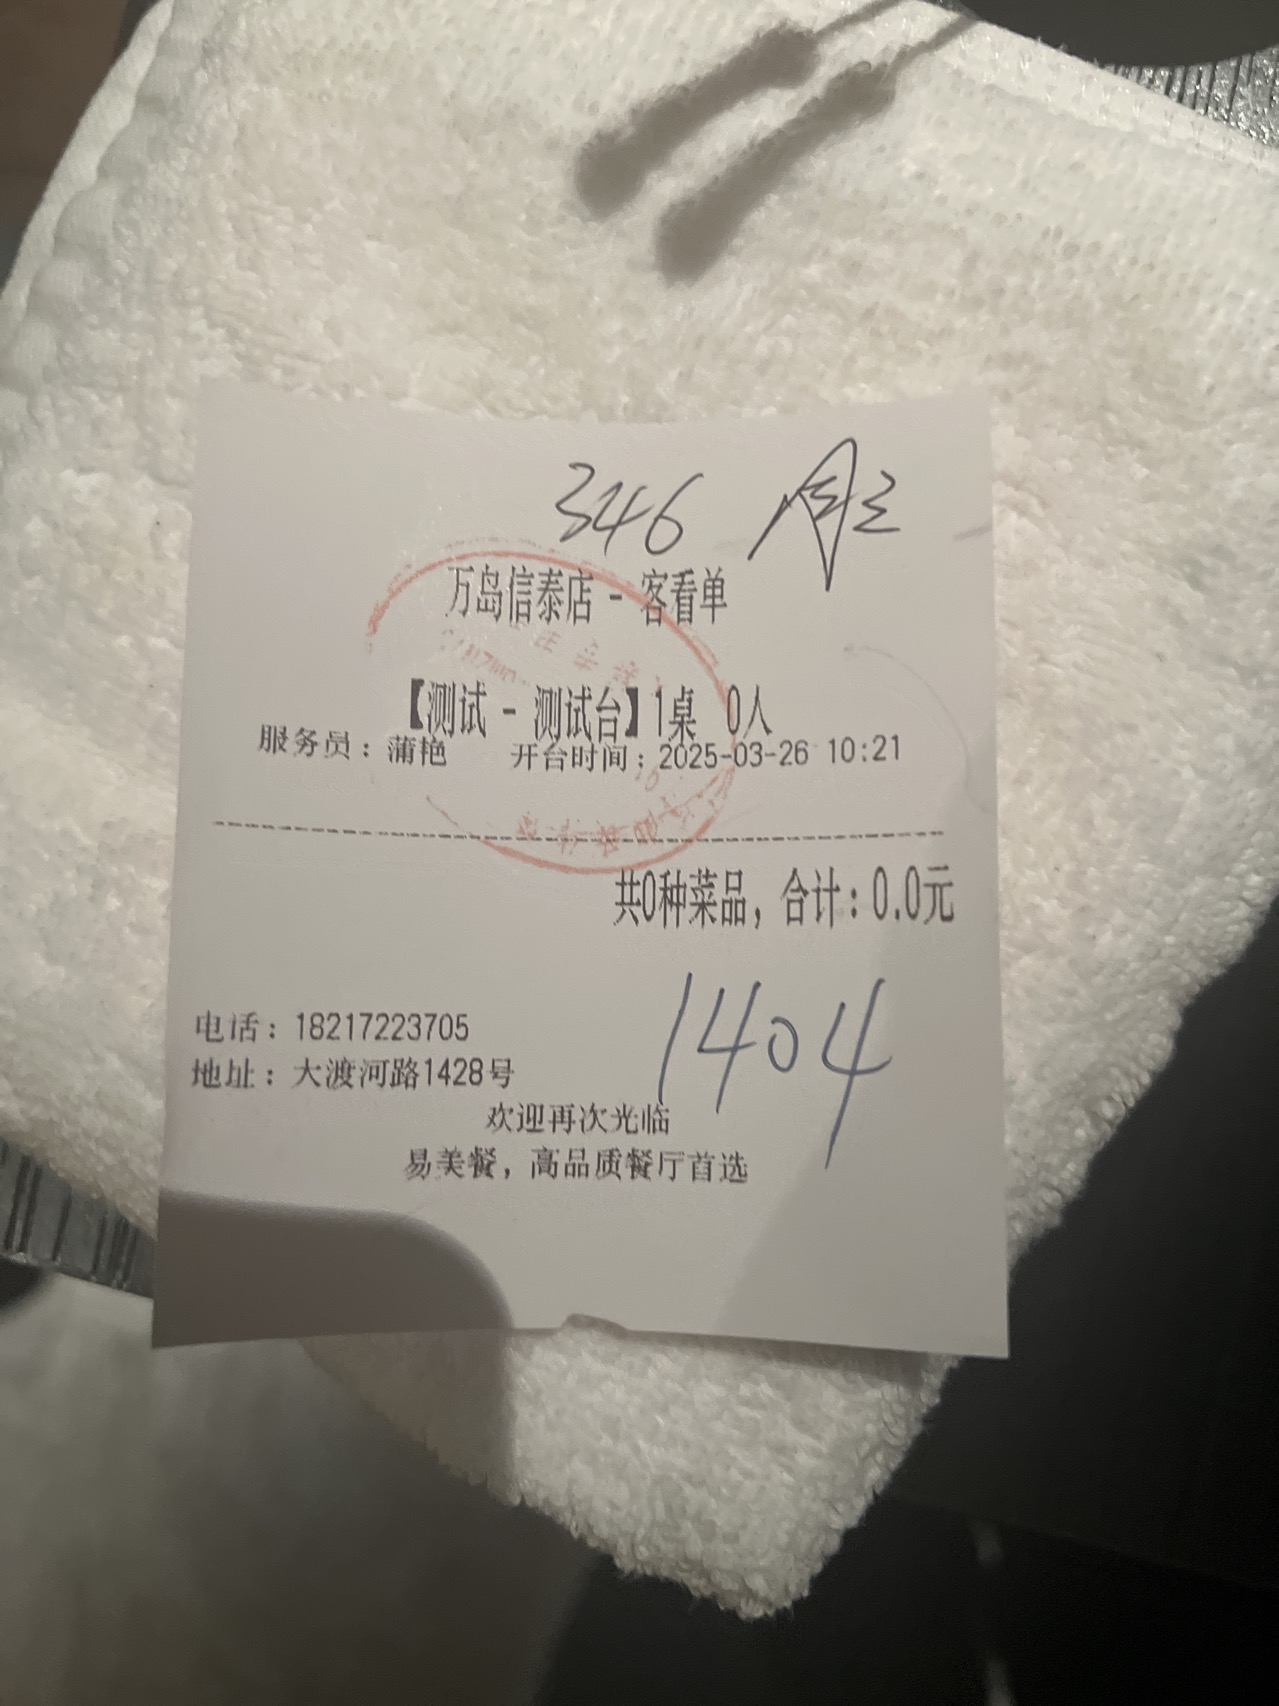 346
万岛信泰店 - 客看单
【测试 - 测试台】1桌 0人
服务员：蒲艳 开台时间：2025-03-26 10:21
共0种菜品，合计：0.0元
1404
电话：18217223705
地址：大渡河路1428号
欢迎再次光临
易美餐，高品质餐厅首选